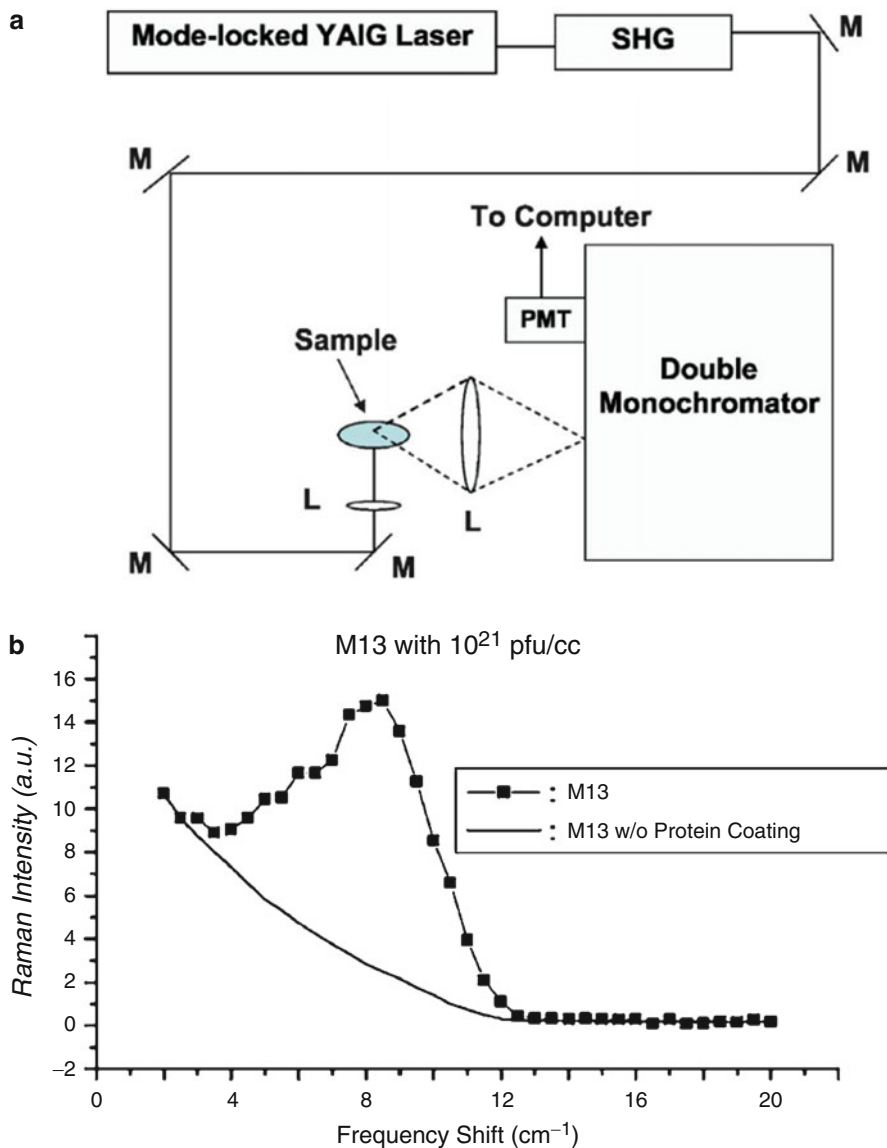 a
Mode-locked YAIG Laser
SHG
M
M
M
To Computer
PMT
Sample
Double
Monochromator
L
L
M
M
b
M13 with 10²¹ pfu/cc
16
14
12
10
8
6
4
2
0
−2
Raman Intensity (a.u.)
: M13
: M13 w/o Protein Coating
0 4 8 12 16 20
Frequency Shift (cm⁻¹)